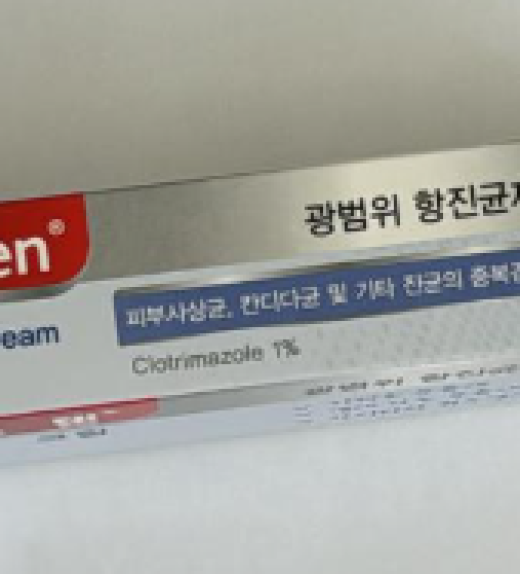 en®
광범위 항진균제
eam
피부사상균, 칸디다균 및 기타 진균의 중복감
Clotrimazole 1%